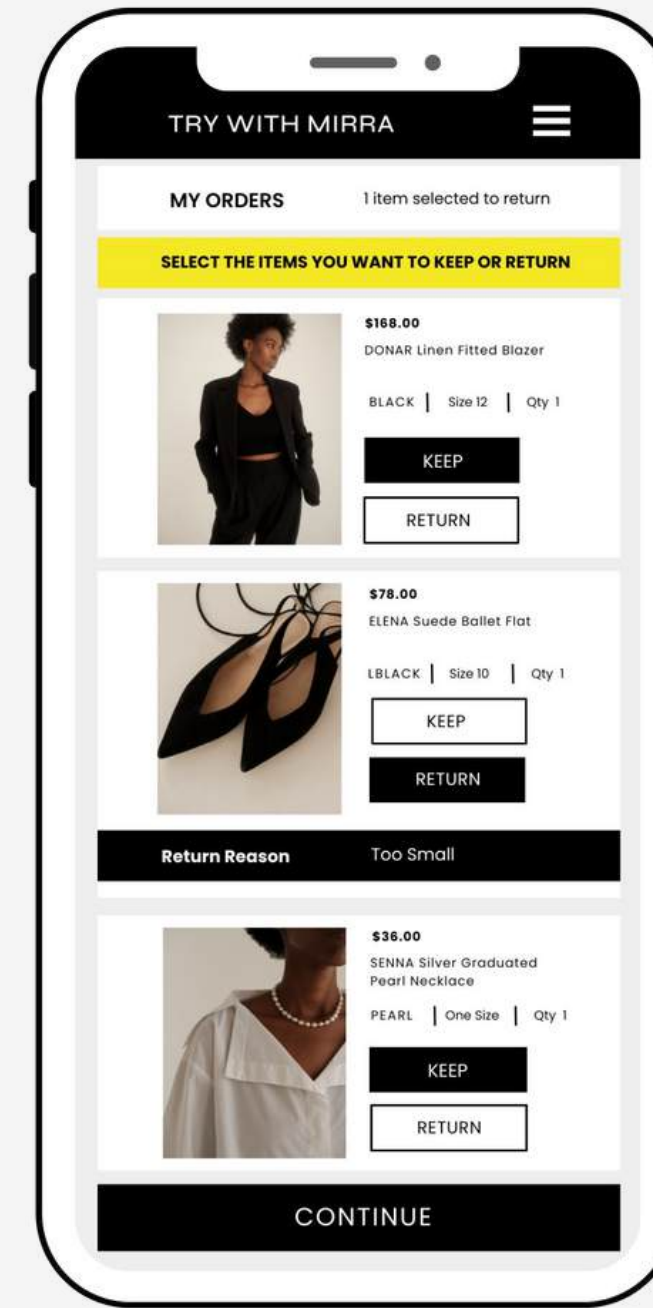 TRY WITH MIRRA
MY ORDERS
1 item selected to return
SELECT THE ITEMS YOU WANT TO KEEP OR RETURN
$168.00
DONAR Linen Fitted Blazer
BLACK | Size 12 | Qty 1
KEEP
RETURN
$78.00
ELENA Suede Ballet Flat
LBLACK | Size 10 | Qty 1
KEEP
RETURN
Return Reason Too Small
$36.00
SENNA Silver Graduated
Pearl Necklace
PEARL | One Size | Qty 1
KEEP
RETURN
CONTINUE